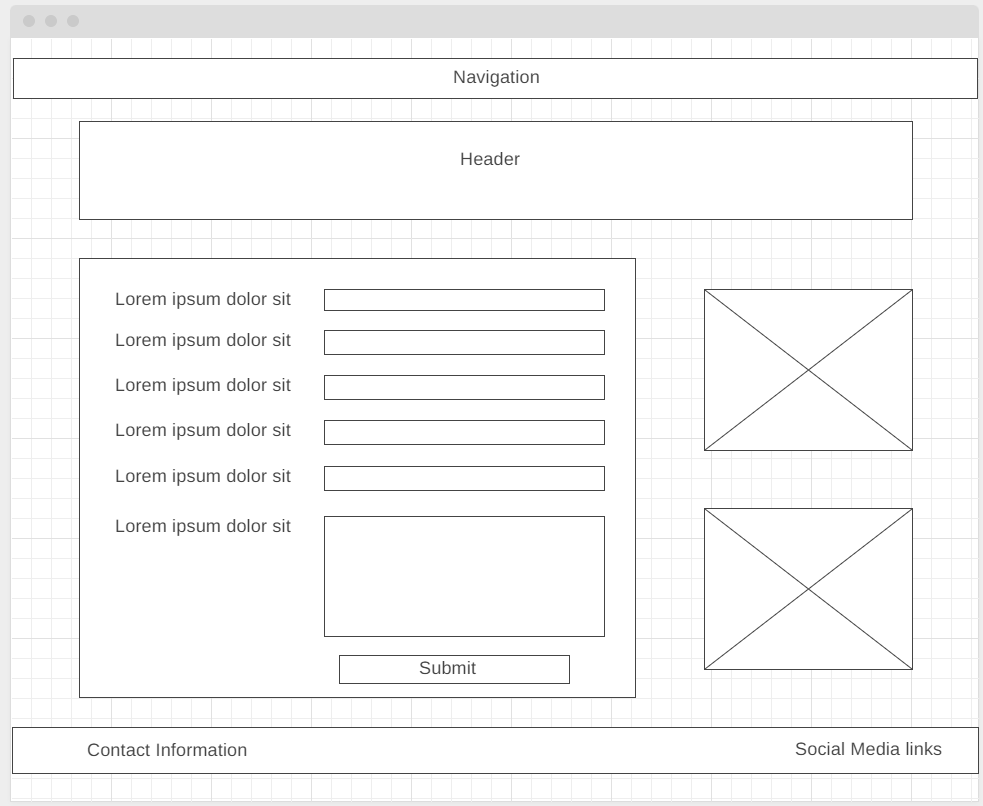 Navigation
Header
Lorem ipsum dolor sit
Lorem ipsum dolor sit
Lorem ipsum dolor sit
Lorem ipsum dolor sit
Lorem ipsum dolor sit
Lorem ipsum dolor sit
Submit
Contact Information
Social Media links